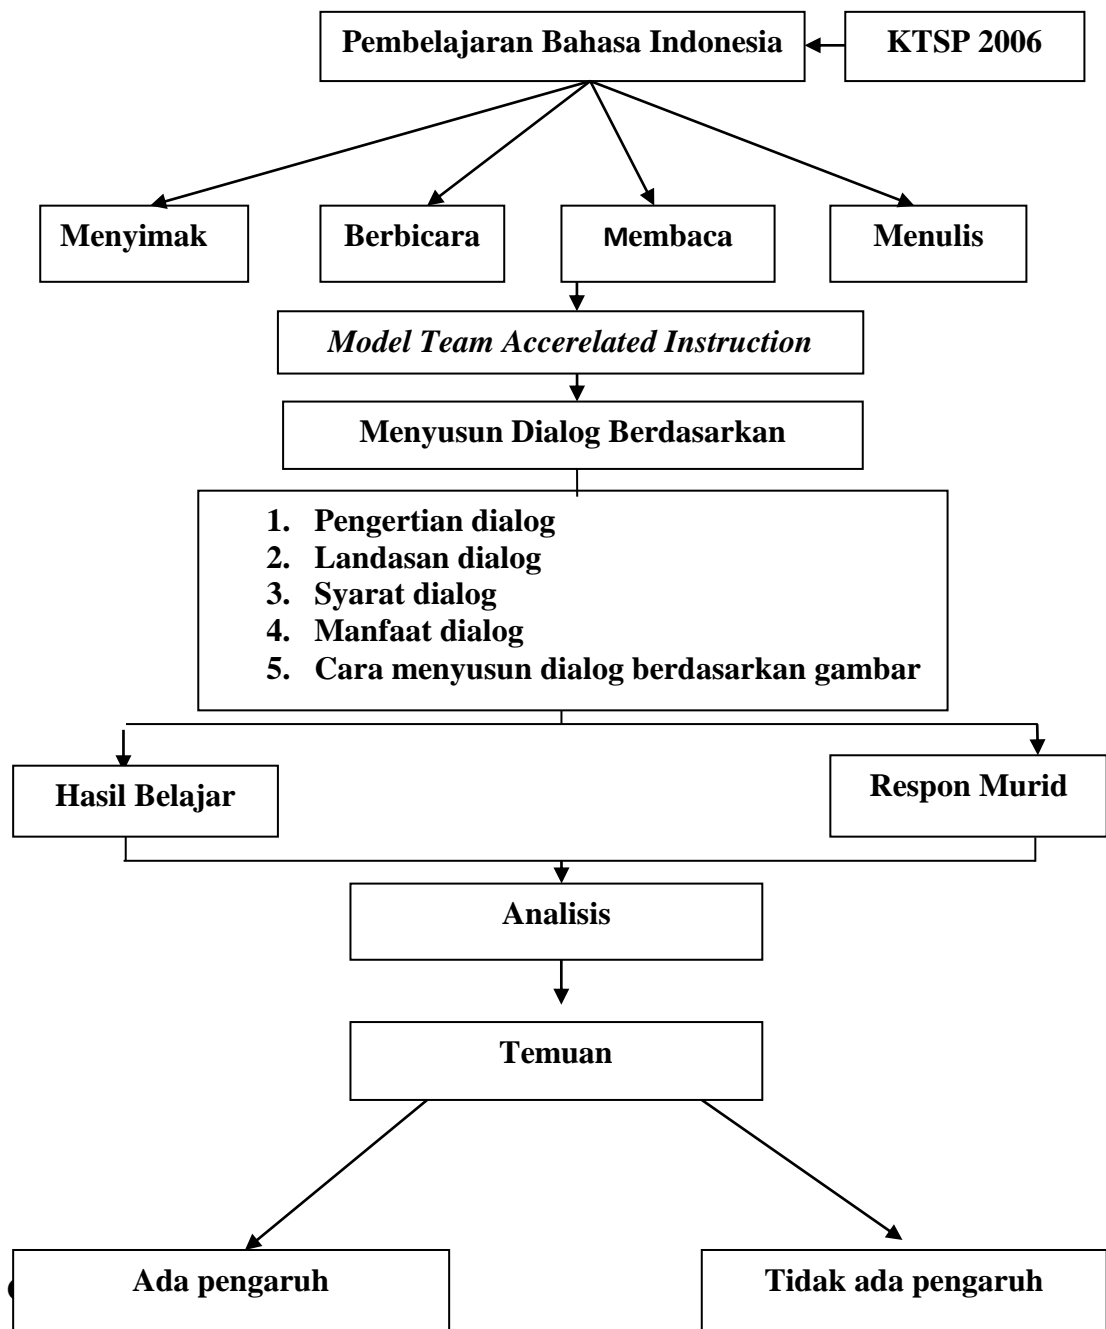 Pembelajaran Bahasa Indonesia
KTSP 2006
Menyimak
Berbicara
Membaca
Menulis
Model Team Accerelated Instruction
Menyusun Dialog Berdasarkan
1. Pengertian dialog
2. Landasan dialog
3. Syarat dialog
4. Manfaat dialog
5. Cara menyusun dialog berdasarkan gambar
Hasil Belajar
Respon Murid
Analisis
Temuan
Ada pengaruh
Tidak ada pengaruh